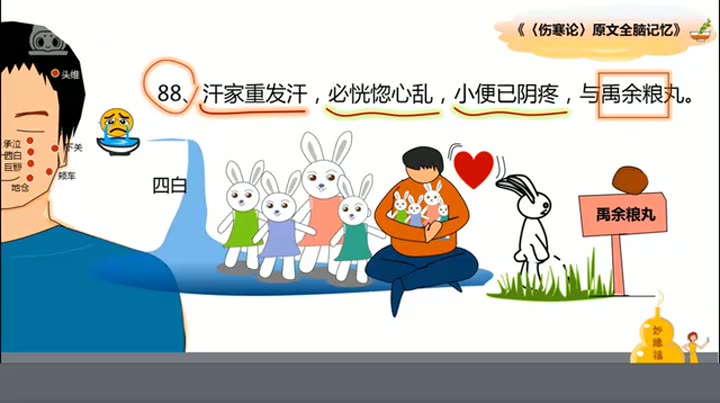 《〈伤寒论〉原文全脑记忆》
88、汗家重发汗，必恍惚心乱，小便已阴疼，与禹余粮丸。
头维
承泣
四白
巨野
地仓
下关
颊车
四白
禹余粮丸
妙缘福